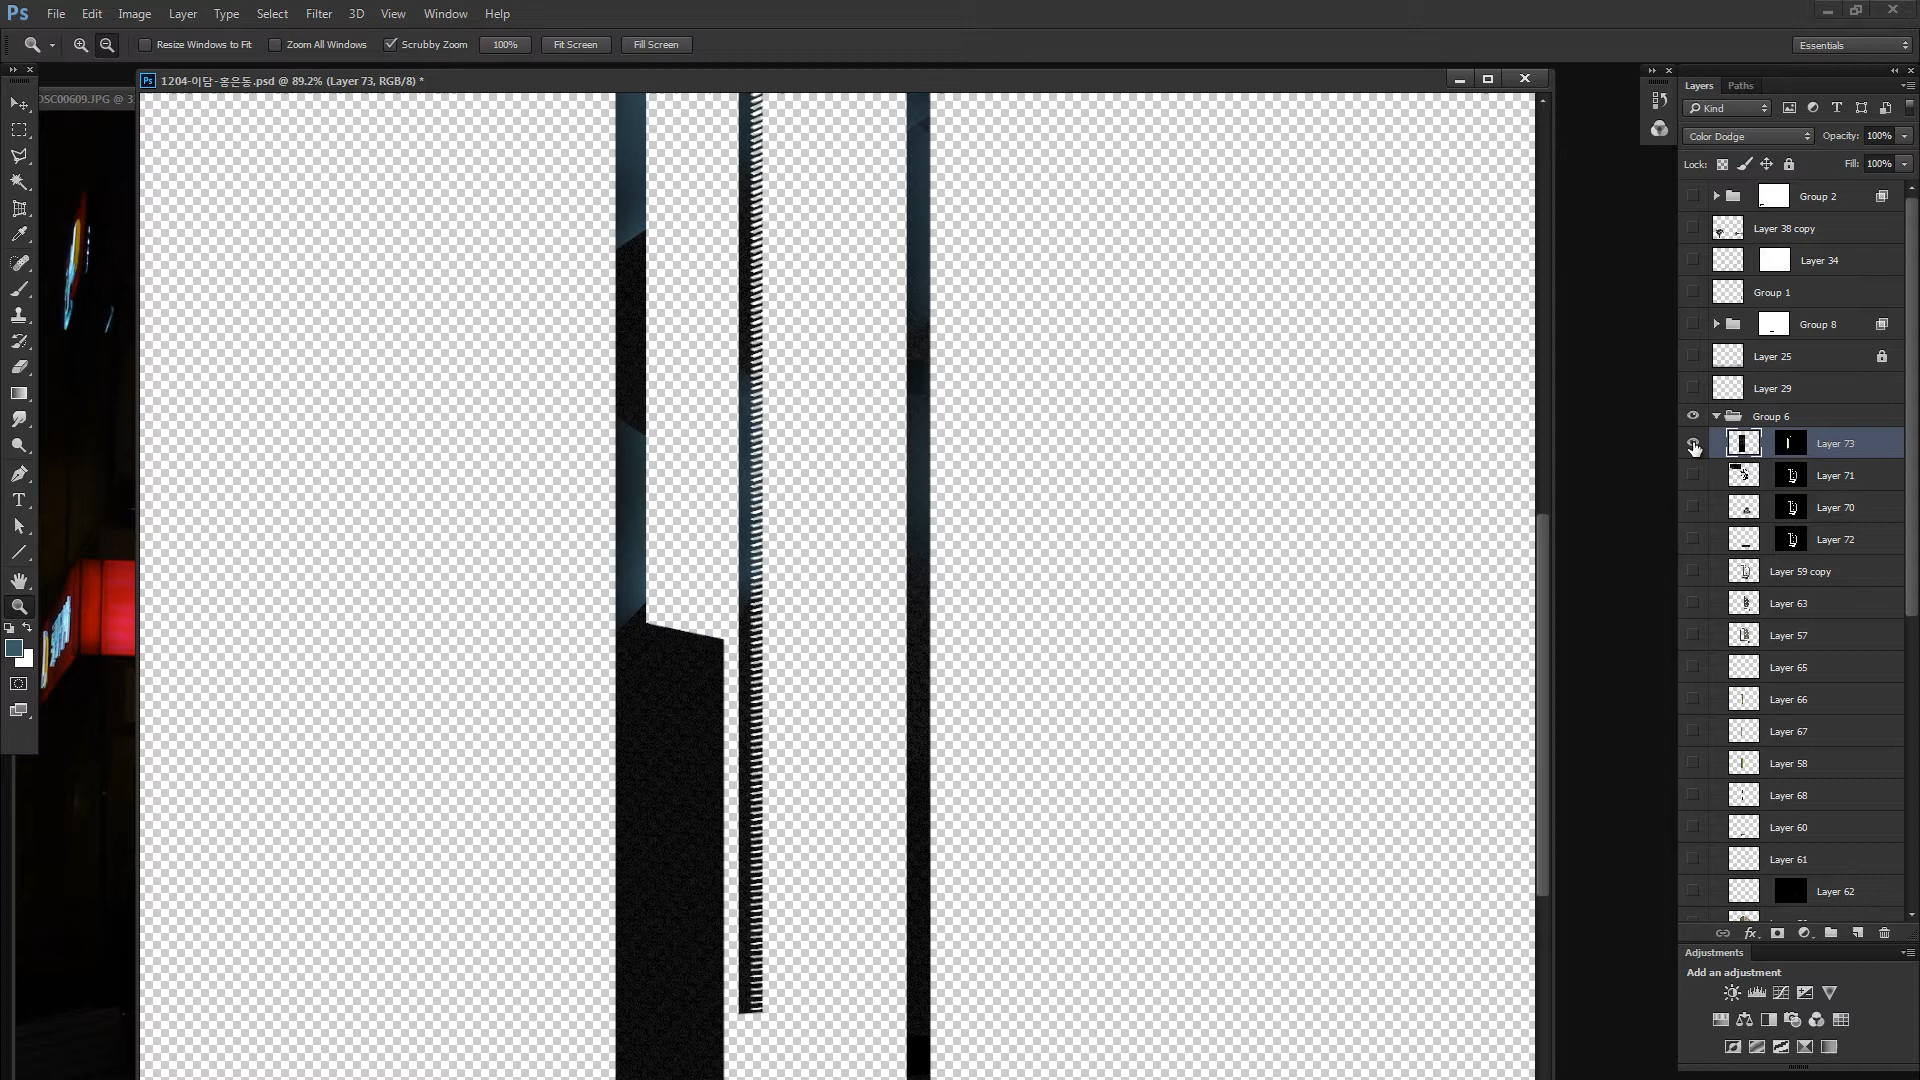 Ps File Edit Image Layer Type Select Filter 3D View Window Help
Resize Windows to Fit Zoom All Windows Scrubby Zoom 100% Fit Screen Fill Screen Essentials
DSC00609.JPG @ 3
Ps 1204-이담-홍은동.psd @ 89.2% (Layer 73, RGB/8) *
Layers Paths
Kind
Color Dodge Opacity: 100%
Lock: Fill: 100%
Group 2
Layer 38 copy
Layer 34
Group 1
Group 8
Layer 25
Layer 29
Group 6
Layer 73
Layer 71
Layer 70
Layer 72
Layer 59 copy
Layer 63
Layer 57
Layer 65
Layer 66
Layer 67
Layer 58
Layer 68
Layer 60
Layer 61
Layer 62
Adjustments
Add an adjustment